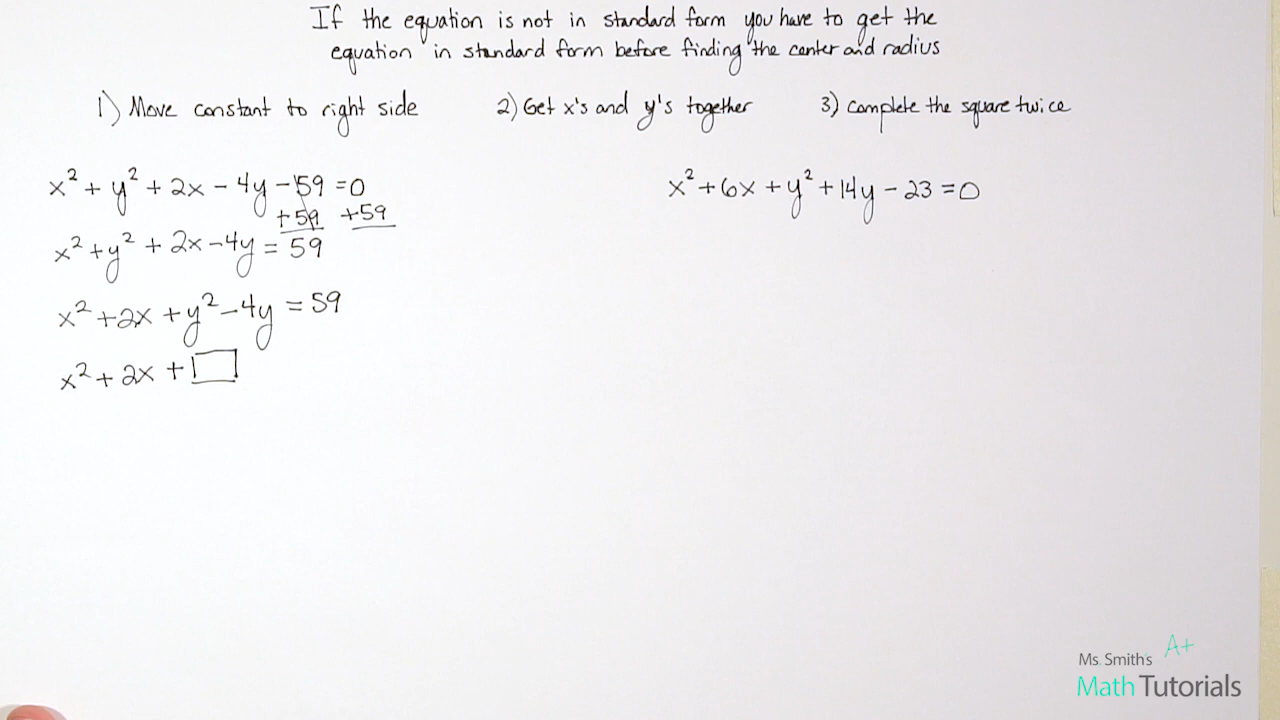 If the equation is not in standard form you have to get the
equation in standard form before finding the center and radius
1) Move constant to right side
2) Get x's and y's together
3) complete the square twice
x² + y² + 2x - 4y - 59 = 0
+59 +59
x² + y² + 2x - 4y = 59
x² + 2x + y² - 4y = 59
x² + 2x + □
x² + 6x + y² + 14y - 23 = 0
A+
Ms. Smith's
Math Tutorials